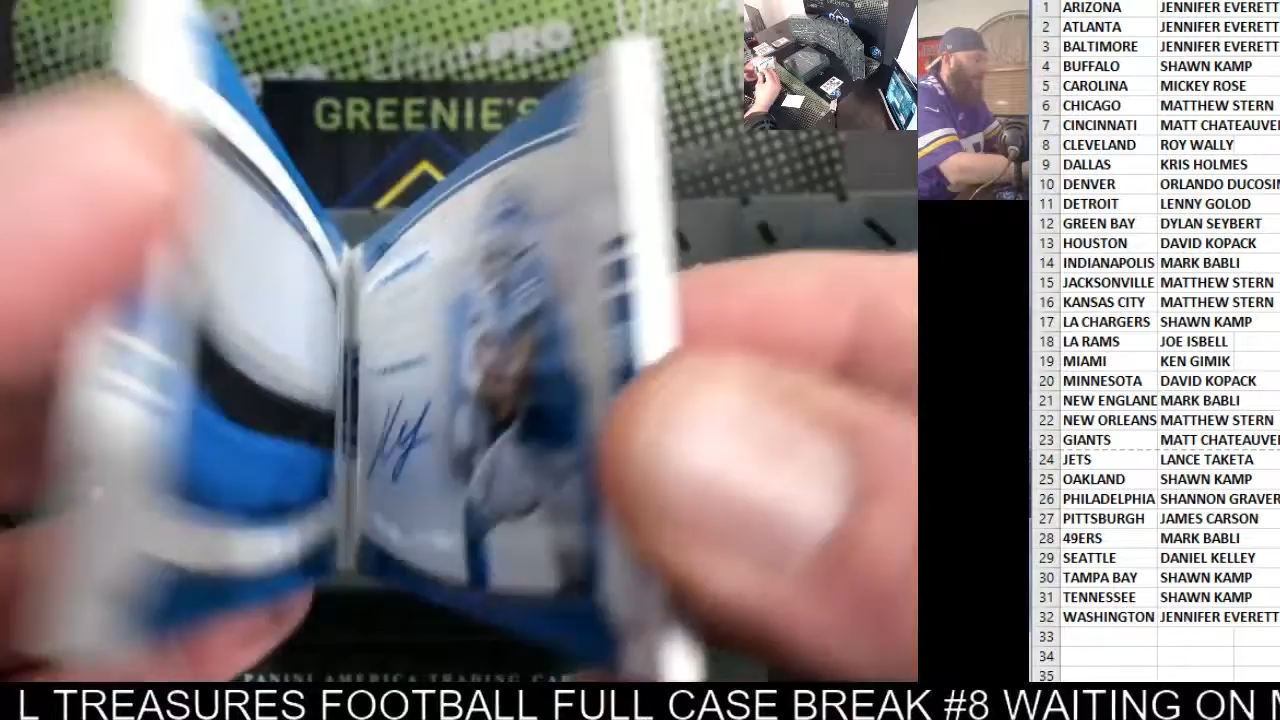 GREENIE'S
PANINI AMERICA TRADING CAR
1 ARIZONA JENNIFER EVERETT
2 ATLANTA JENNIFER EVERETT
3 BALTIMORE JENNIFER EVERETT
4 BUFFALO SHAWN KAMP
5 CAROLINA MICKEY ROSE
6 CHICAGO MATTHEW STERN
7 CINCINNATI MATT CHATEAUVE
8 CLEVELAND ROY WALLY
9 DALLAS KRIS HOLMES
10 DENVER ORLANDO DUCOSI
11 DETROIT LENNY GOLOD
12 GREEN BAY DYLAN SEYBERT
13 HOUSTON DAVID KOPACK
14 INDIANAPOLIS MARK BABLI
15 JACKSONVILLE MATTHEW STERN
16 KANSAS CITY MATTHEW STERN
17 LA CHARGERS SHAWN KAMP
18 LA RAMS JOE ISBELL
19 MIAMI KEN GIMIK
20 MINNESOTA DAVID KOPACK
21 NEW ENGLAND MARK BABLI
22 NEW ORLEANS MATTHEW STERN
23 GIANTS MATT CHATEAUVE
24 JETS LANCE TAKETA
25 OAKLAND SHAWN KAMP
26 PHILADELPHIA SHANNON GRAVER
27 PITTSBURGH JAMES CARSON
28 49ERS MARK BABLI
29 SEATTLE DANIEL KELLEY
30 TAMPA BAY SHAWN KAMP
31 TENNESSEE SHAWN KAMP
32 WASHINGTON JENNIFER EVERETT
33
34
35
L TREASURES FOOTBALL FULL CASE BREAK #8 WAITING ON